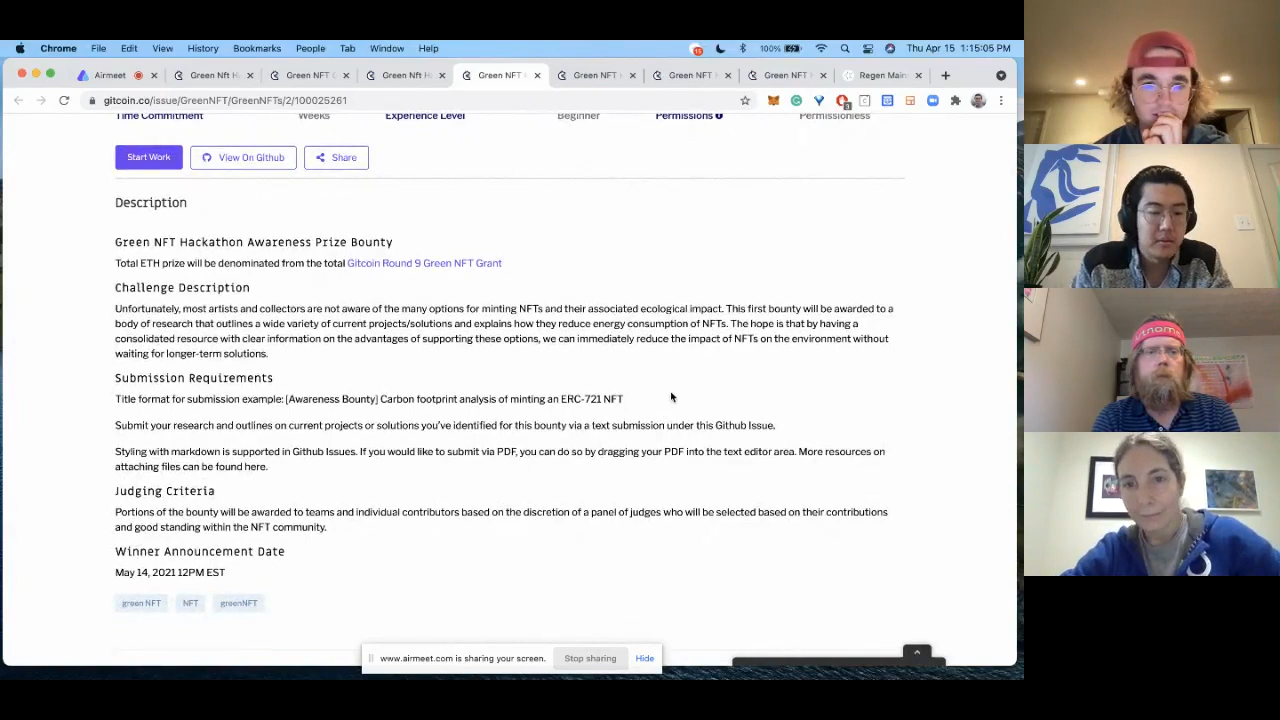 Chrome File Edit View History Bookmarks People Tab Window Help 15 100% Thu Apr 15 1:15:05 PM
Airmeet Green Nft H Green NFT C Green Nft Ha Green NFT H Green NFT H Green NFT H Green NFT H Regen Main
gitcoin.co/issue/GreenNFT/GreenNFTs/2/100025261
Time Commitment Weeks Experience Level Beginner Permissions Permissionless
Start Work View On Github Share
Description
Green NFT Hackathon Awareness Prize Bounty
Total ETH prize will be denominated from the total Gitcoin Round 9 Green NFT Grant
Challenge Description
Unfortunately, most artists and collectors are not aware of the many options for minting NFTs and their associated ecological impact. This first bounty will be awarded to a
body of research that outlines a wide variety of current projects/solutions and explains how they reduce energy consumption of NFTs. The hope is that by having a
consolidated resource with clear information on the advantages of supporting these options, we can immediately reduce the impact of NFTs on the environment without
waiting for longer-term solutions.
Submission Requirements
Title format for submission example: [Awareness Bounty] Carbon footprint analysis of minting an ERC-721 NFT
Submit your research and outlines on current projects or solutions you've identified for this bounty via a text submission under this Github Issue.
Styling with markdown is supported in Github Issues. If you would like to submit via PDF, you can do so by dragging your PDF into the text editor area. More resources on
attaching files can be found here.
Judging Criteria
Portions of the bounty will be awarded to teams and individual contributors based on the discretion of a panel of judges who will be selected based on their contributions
and good standing within the NFT community.
Winner Announcement Date
May 14, 2021 12PM EST
green NFT NFT greenNFT
www.airmeet.com is sharing your screen. Stop sharing Hide